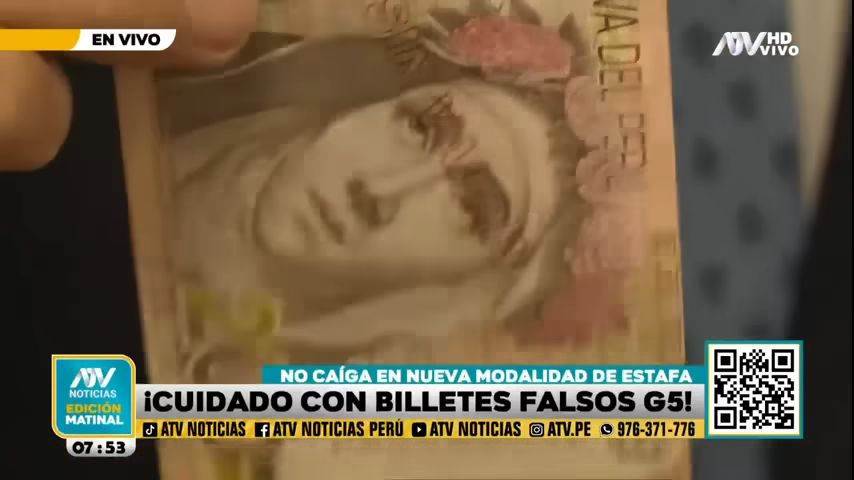 EN VIVO
ATV HD
VIVO
NO CAÍGA EN NUEVA MODALIDAD DE ESTAFA
¡CUIDADO CON BILLETES FALSOS G5!
ATV NOTICIAS ATV NOTICIAS PERÚ ATV NOTICIAS ATV.PE 976-371-776
ATV
NOTICIAS
EDICIÓN
MATINAL
07:53